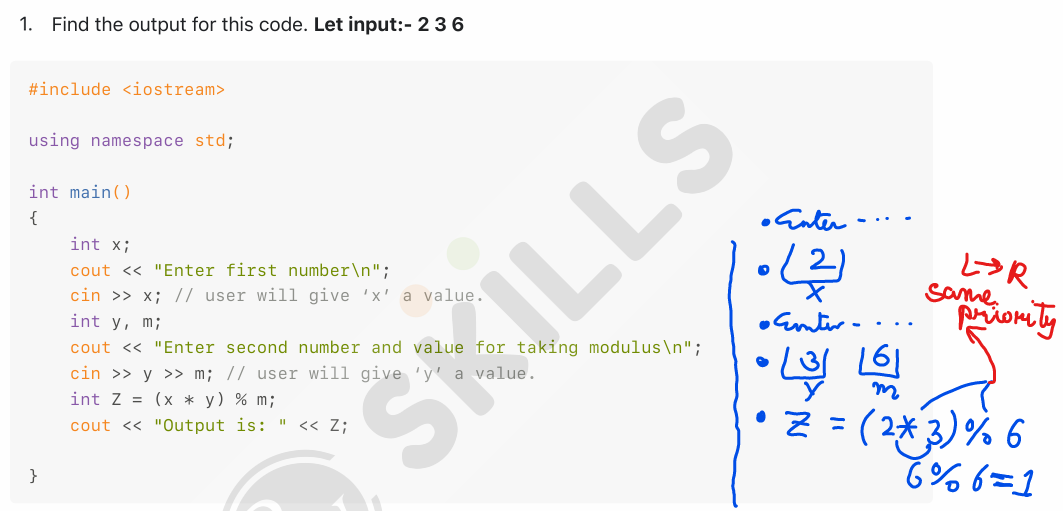 1. Find the output for this code. Let input:- 2 3 6
#include <iostream>
using namespace std;
int main()
{
    int x;
    cout << "Enter first number\n";
    cin >> x; // user will give ‘x’ a value.
    int y, m;
    cout << "Enter second number and value for taking modulus\n";
    cin >> y >> m; // user will give ‘y’ a value.
    int Z = (x * y) % m;
    cout << "Output is: " << Z;
}
SKILLS
• Enter - . . . .
• 2
x
• Enter - . . . .
• 3 6
y m
• Z = (2*3)% 6
6%6=1
L→R
same
priority